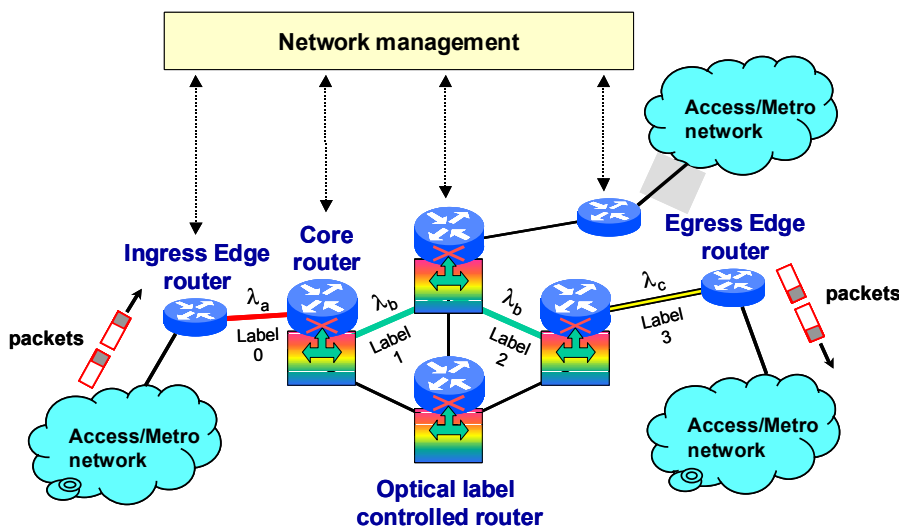 Network management
Access/Metro
network
Ingress Edge
router
Core
router
Egress Edge
router
packets
λa
Label
0
λb
Label
1
λb
Label
2
λc
Label
3
packets
Access/Metro
network
Access/Metro
network
Optical label
controlled router